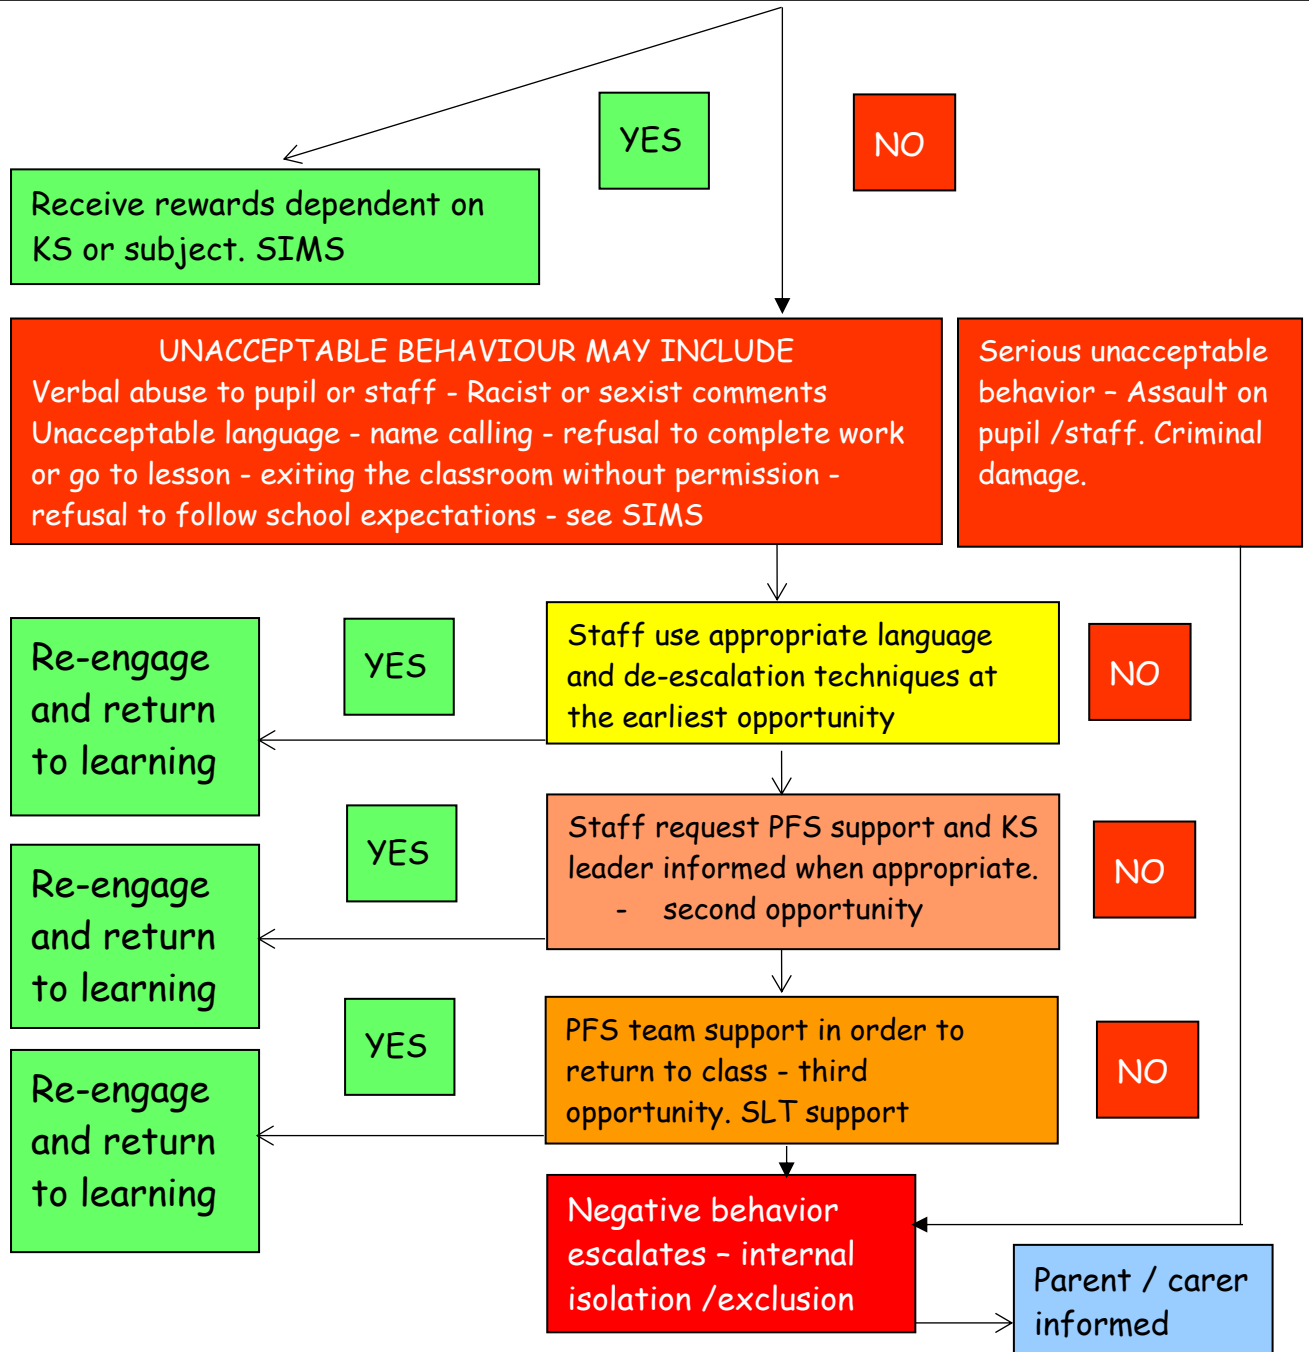 YES
NO
Receive rewards dependent on
KS or subject. SIMS
UNACCEPTABLE BEHAVIOUR MAY INCLUDE
Verbal abuse to pupil or staff - Racist or sexist comments
Unacceptable language - name calling - refusal to complete work
or go to lesson - exiting the classroom without permission -
refusal to follow school expectations - see SIMS
Serious unacceptable
behavior – Assault on
pupil /staff. Criminal
damage.
Re-engage
and return
to learning
YES
Staff use appropriate language
and de-escalation techniques at
the earliest opportunity
NO
Re-engage
and return
to learning
YES
Staff request PFS support and KS
leader informed when appropriate.
- second opportunity
NO
Re-engage
and return
to learning
YES
PFS team support in order to
return to class - third
opportunity. SLT support
NO
Negative behavior
escalates – internal
isolation /exclusion
Parent / carer
informed